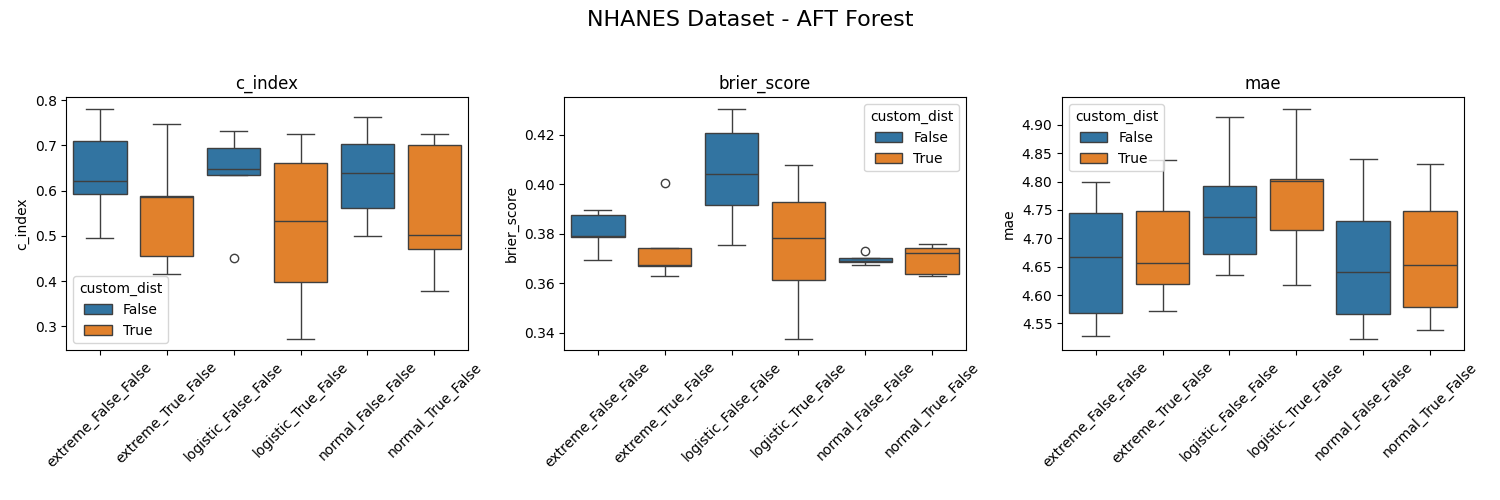 NHANES Dataset - AFT Forest
c_index
c_index
0.8
0.7
0.6
0.5
0.4
0.3
custom_dist
False
True
extreme_False_False
extreme_True_False
logistic_False_False
logistic_True_False
normal_False_False
normal_True_False
brier_score
brier_score
0.42
0.40
0.38
0.36
0.34
custom_dist
False
True
extreme_False_False
extreme_True_False
logistic_False_False
logistic_True_False
normal_False_False
normal_True_False
mae
mae
4.90
4.85
4.80
4.75
4.70
4.65
4.60
4.55
custom_dist
False
True
extreme_False_False
extreme_True_False
logistic_False_False
logistic_True_False
normal_False_False
normal_True_False